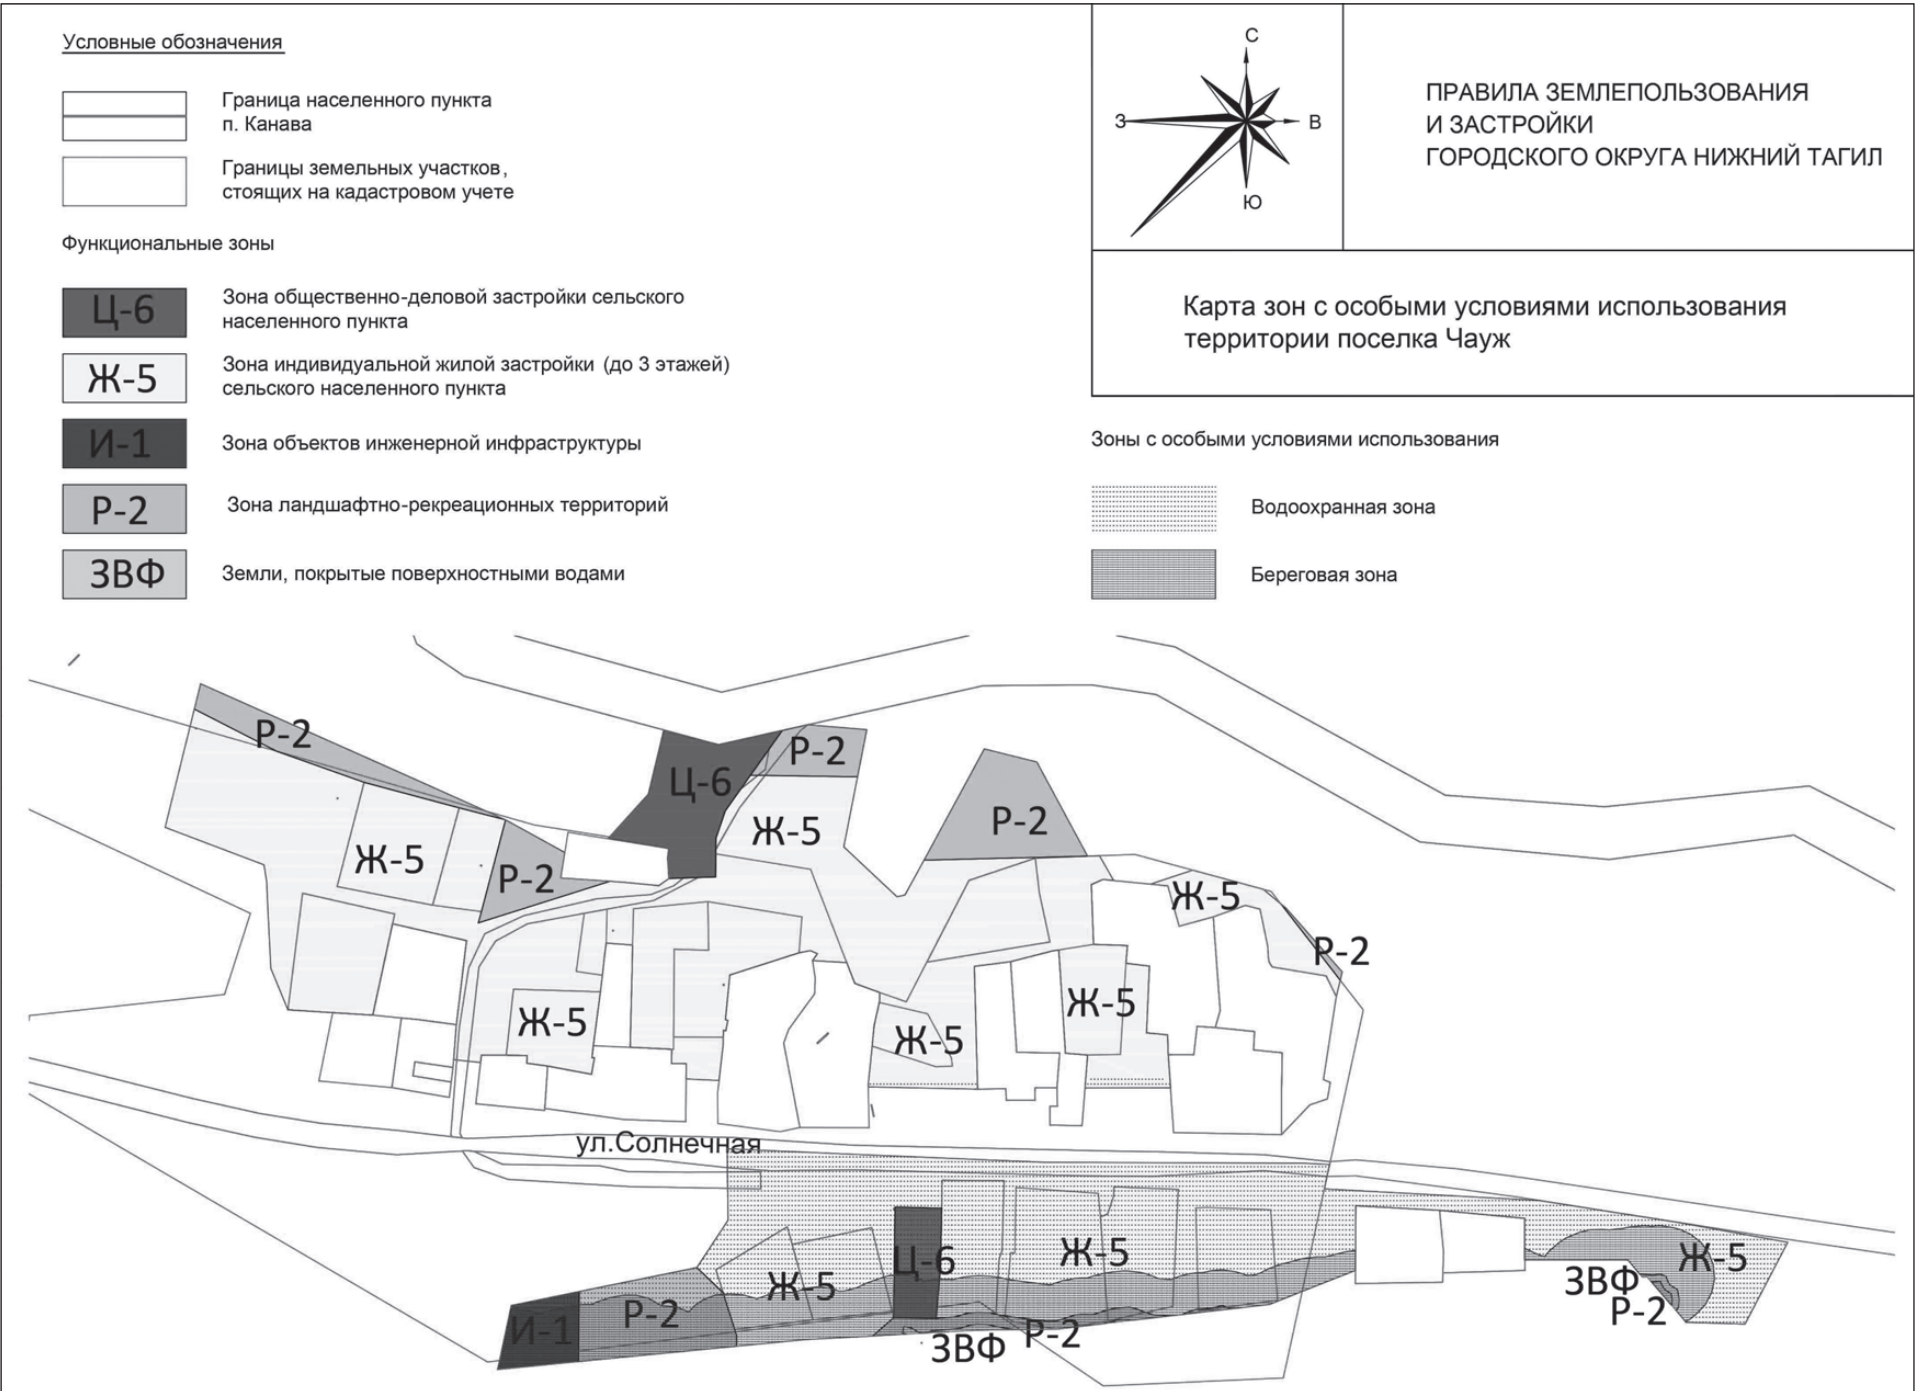 Условные обозначения
Граница населенного пункта
п. Канава
Границы земельных участков,
стоящих на кадастровом учете
Функциональные зоны
Ц-6
Зона общественно-деловой застройки сельского
населенного пункта
Ж-5
Зона индивидуальной жилой застройки (до 3 этажей)
сельского населенного пункта
И-1
Зона объектов инженерной инфраструктуры
Р-2
Зона ландшафтно-рекреационных территорий
ЗВФ
Земли, покрытые поверхностными водами
С
З
В
Ю
ПРАВИЛА ЗЕМЛЕПОЛЬЗОВАНИЯ
И ЗАСТРОЙКИ
ГОРОДСКОГО ОКРУГА НИЖНИЙ ТАГИЛ
Карта зон с особыми условиями использования
территории поселка Чауж
Зоны с особыми условиями использования
Водоохранная зона
Береговая зона
Р-2
Р-2
Ц-6
Р-2
Ж-5
Ж-5
Р-2
Ж-5
Р-2
Ж-5
Ж-5
Ж-5
ул.Солнечная
Ц-6
Ж-5
Ж-5
Ж-5
ЗВФ
Р-2
Р-2
И-1
Р-2
ЗВФ